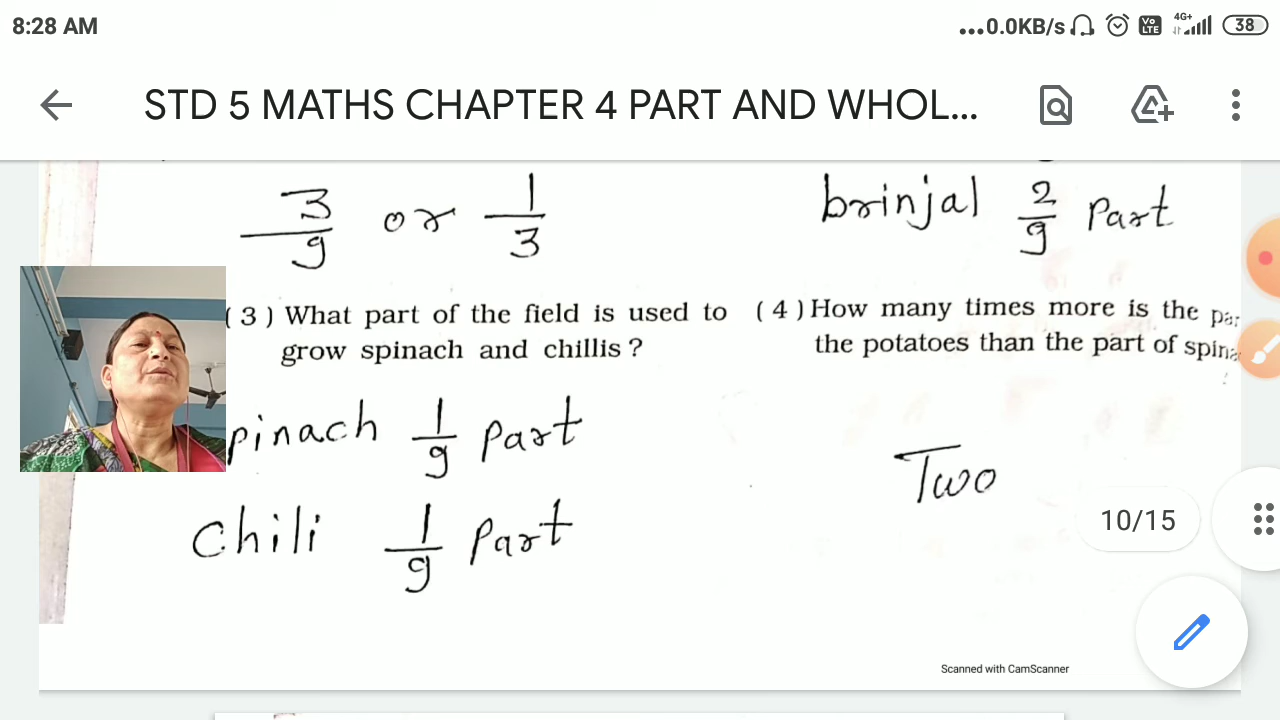 8:28 AM ...0.0KB/s Vo LTE 4G+ 38
STD 5 MATHS CHAPTER 4 PART AND WHOL...
3/9 or 1/3
brinjal 2/9 Part
(3) What part of the field is used to
grow spinach and chillis?
(4) How many times more is the
the potatoes than the part of
pinach 1/9 Part
Chili 1/9 Part
Two
10/15
Scanned with CamScanner